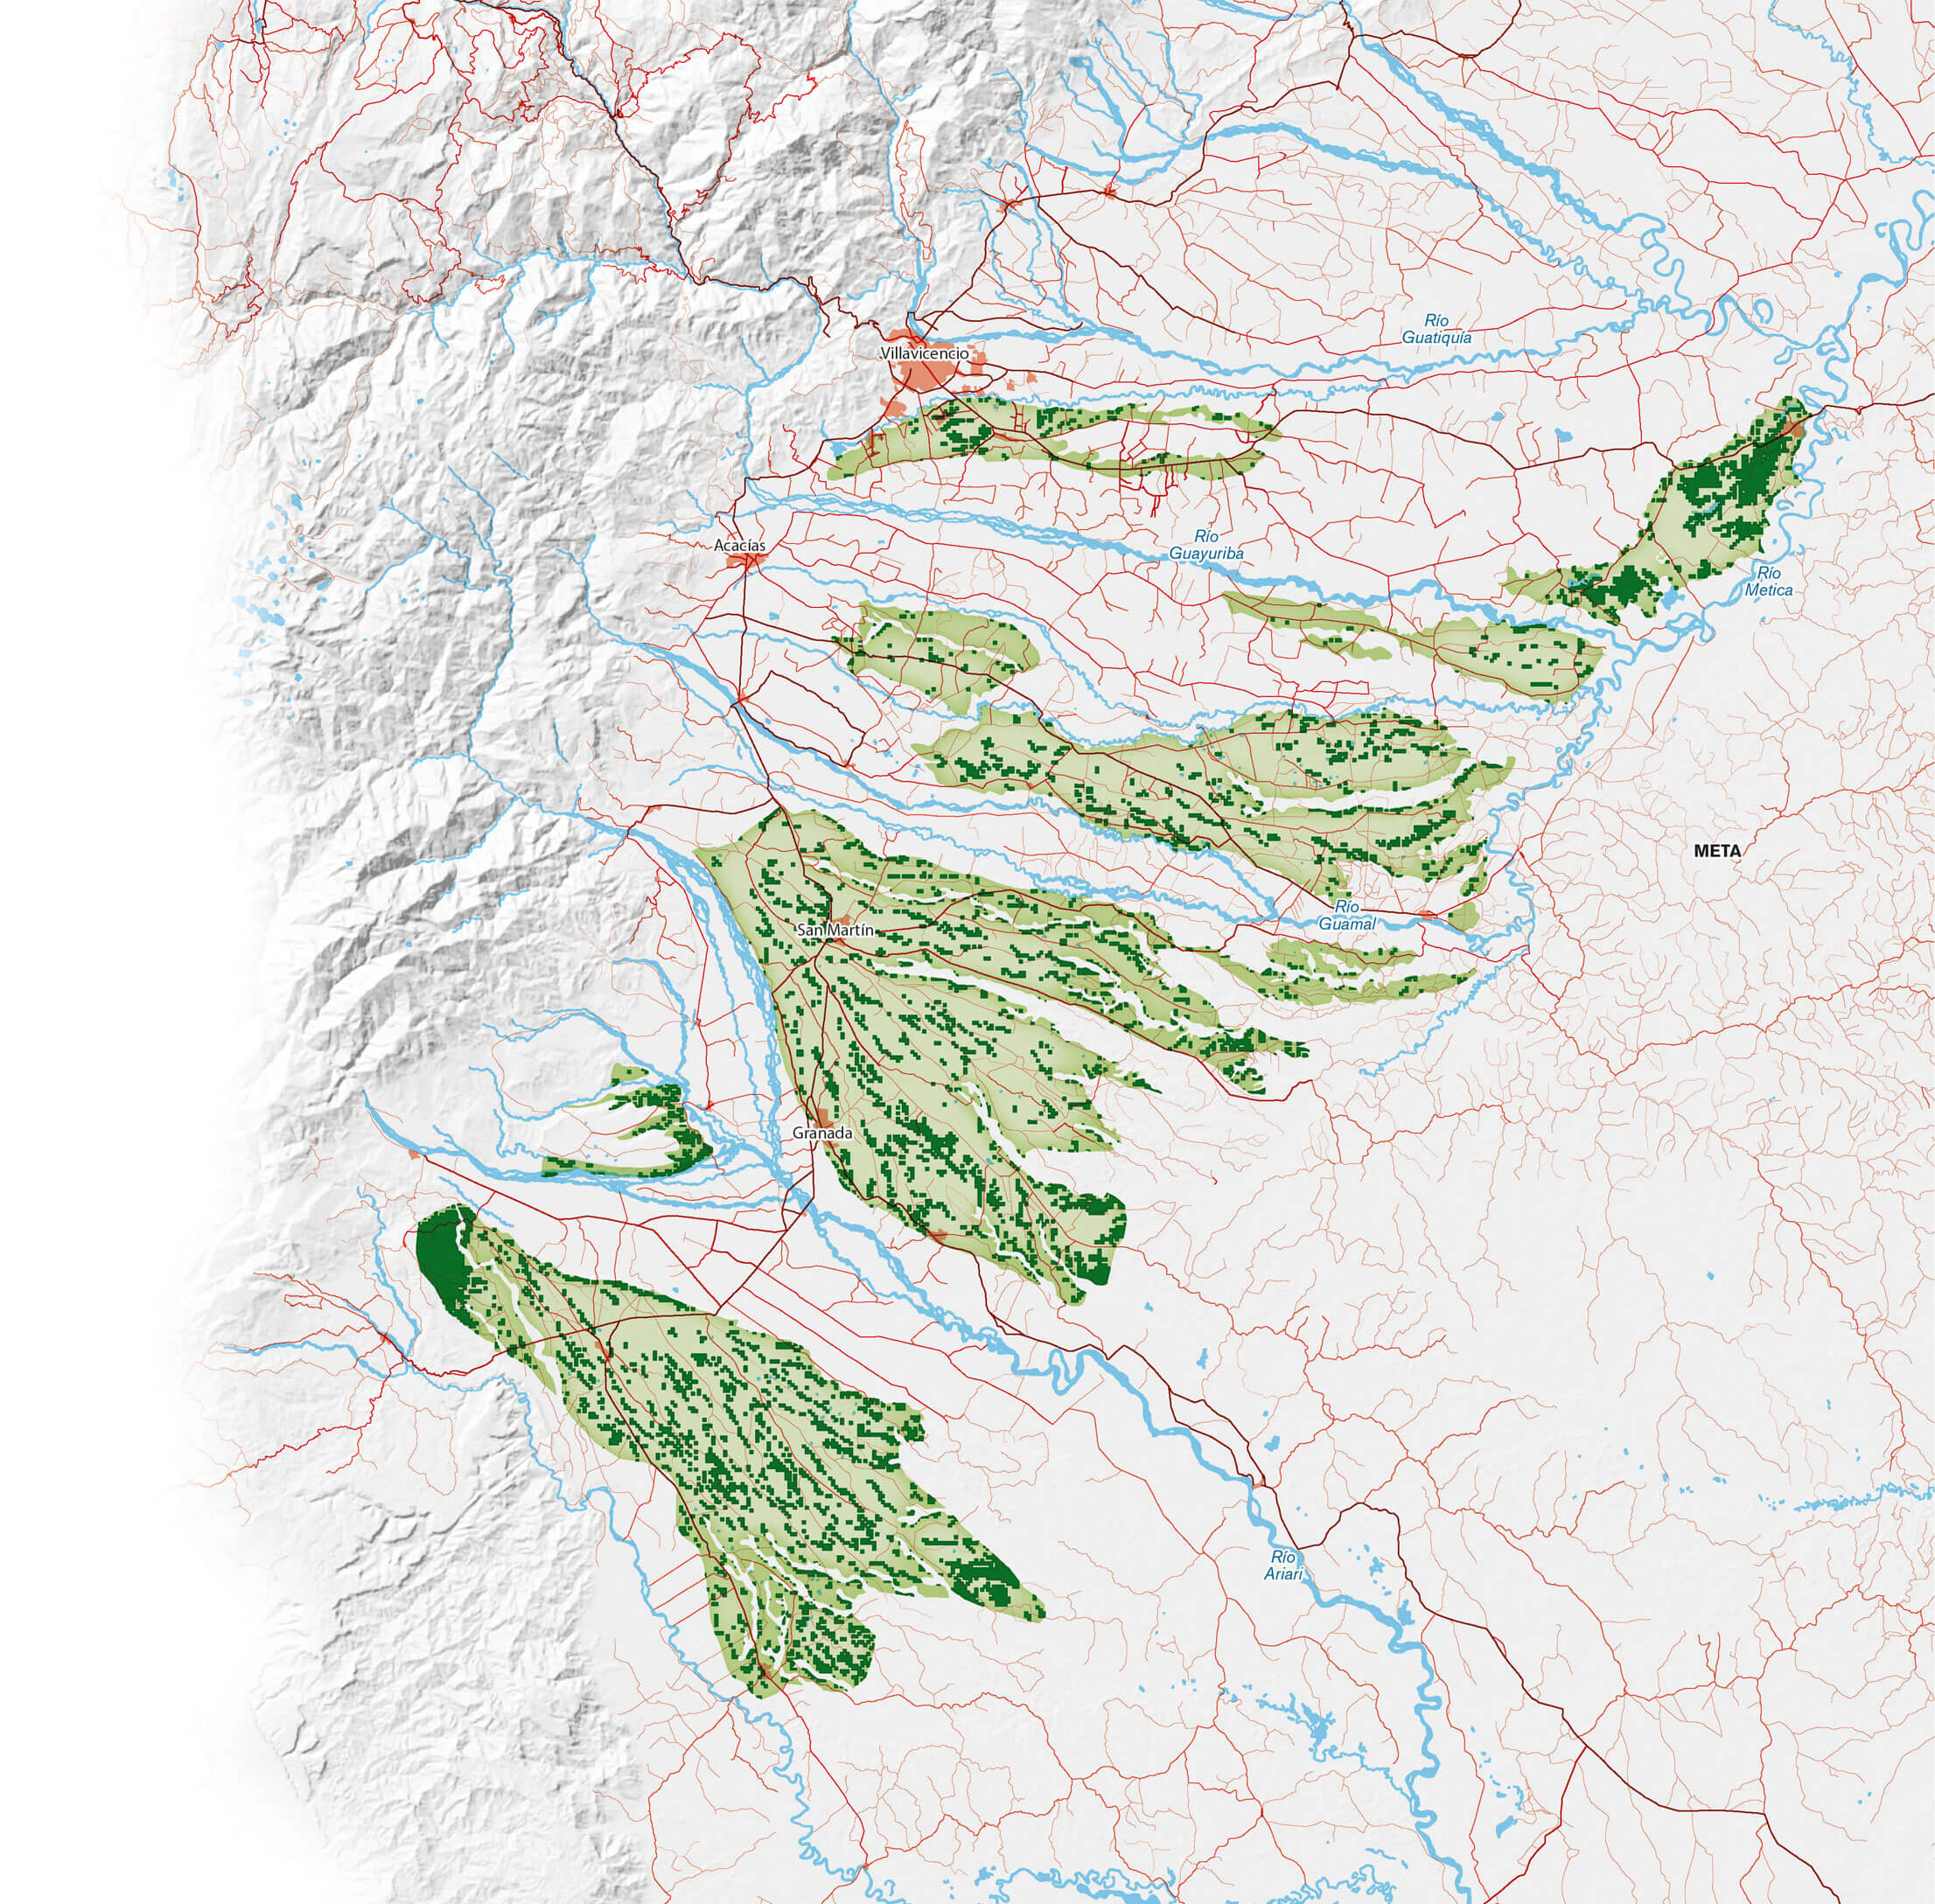 Río
Guatiquía
Villavicencio
Río
Guayuriba
Acacías
Río
Metica
META
Río
Guamal
San Martín
Granada
Río
Ariari